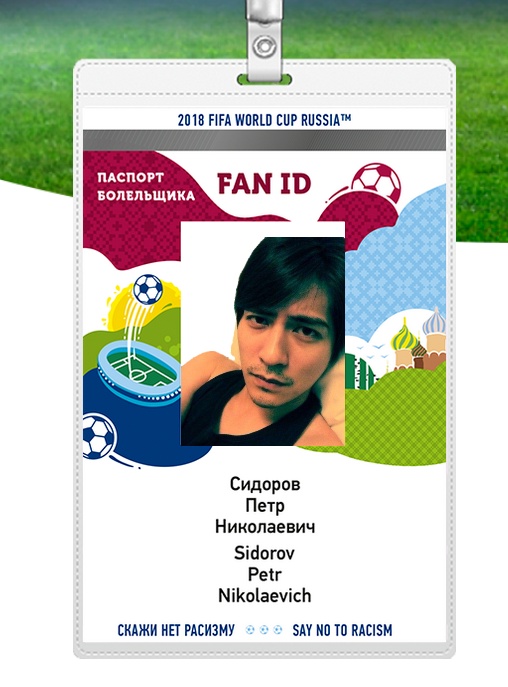 2018 FIFA WORLD CUP RUSSIA™
ПАСПОРТ
БОЛЕЛЬЩИКА
FAN ID
Сидоров
Петр
Николаевич
Sidorov
Petr
Nikolaevich
СКАЖИ НЕТ РАСИЗМУ SAY NO TO RACISM